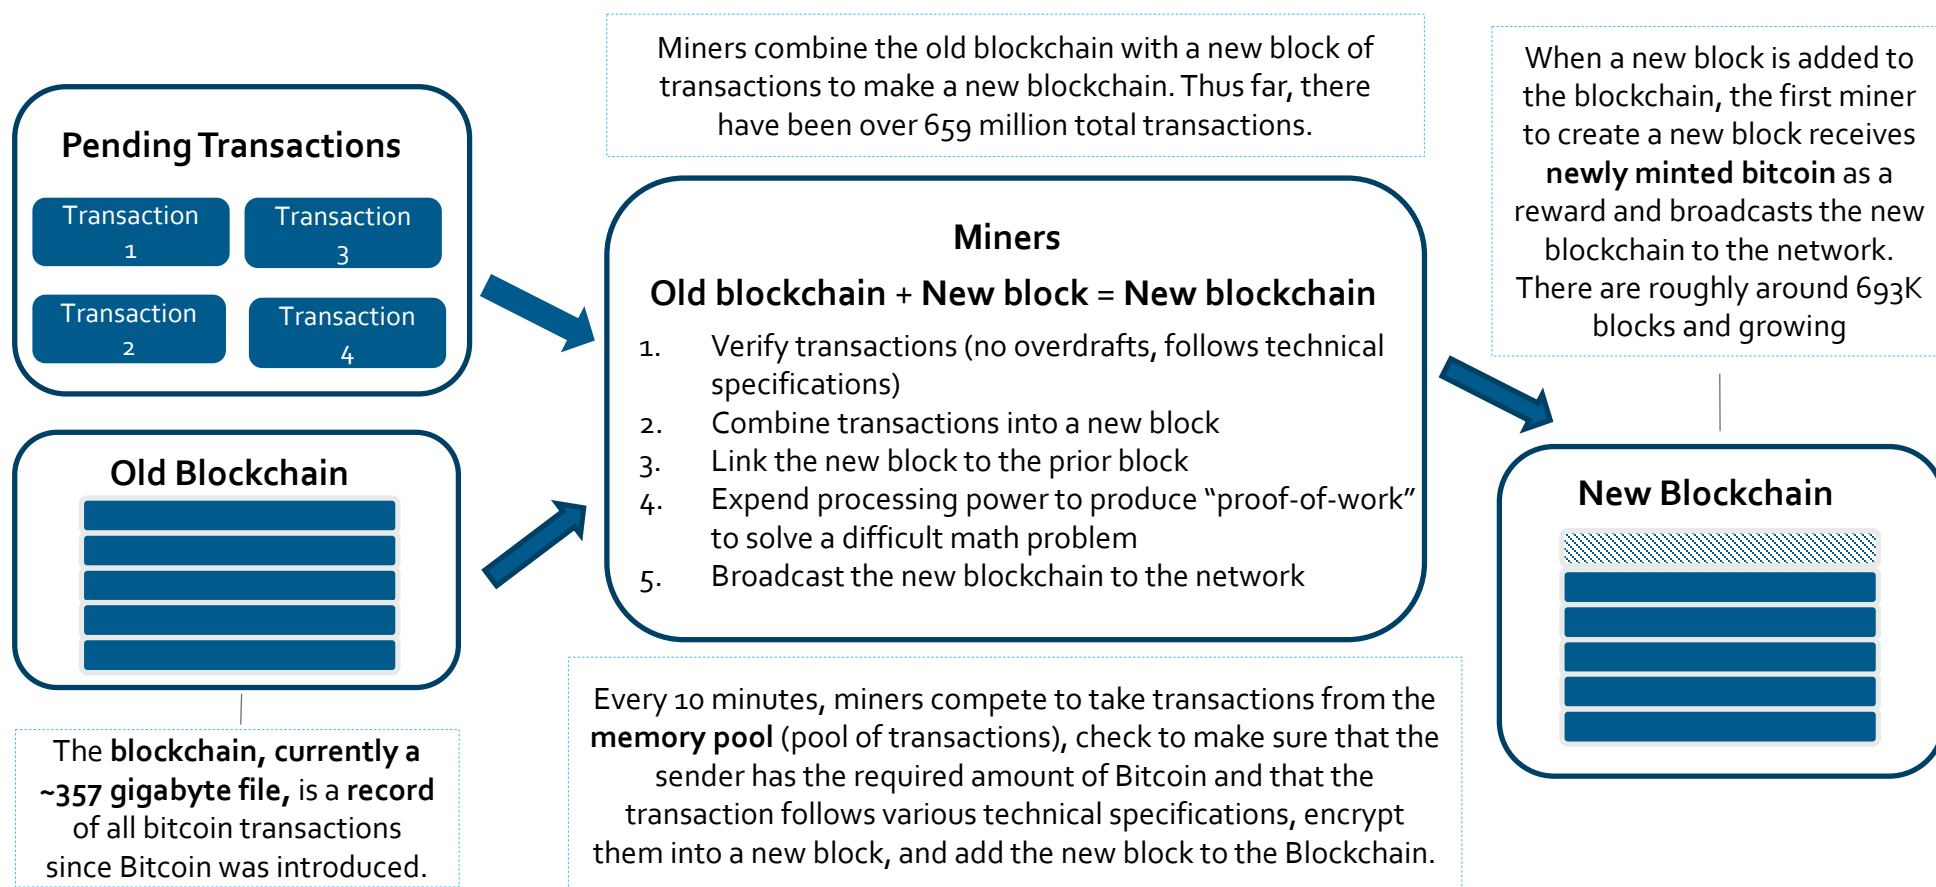 Pending Transactions
Transaction
1
Transaction
3
Transaction
2
Transaction
4
Old Blockchain
The blockchain, currently a
~357 gigabyte file, is a record
of all bitcoin transactions
since Bitcoin was introduced.
Miners combine the old blockchain with a new block of
transactions to make a new blockchain. Thus far, there
have been over 659 million total transactions.
Miners
Old blockchain + New block = New blockchain
1. Verify transactions (no overdrafts, follows technical
specifications)
2. Combine transactions into a new block
3. Link the new block to the prior block
4. Expend processing power to produce “proof-of-work”
to solve a difficult math problem
5. Broadcast the new blockchain to the network
Every 10 minutes, miners compete to take transactions from the
memory pool (pool of transactions), check to make sure that the
sender has the required amount of Bitcoin and that the
transaction follows various technical specifications, encrypt
them into a new block, and add the new block to the Blockchain.
When a new block is added to
the blockchain, the first miner
to create a new block receives
newly minted bitcoin as a
reward and broadcasts the new
blockchain to the network.
There are roughly around 693K
blocks and growing
New Blockchain